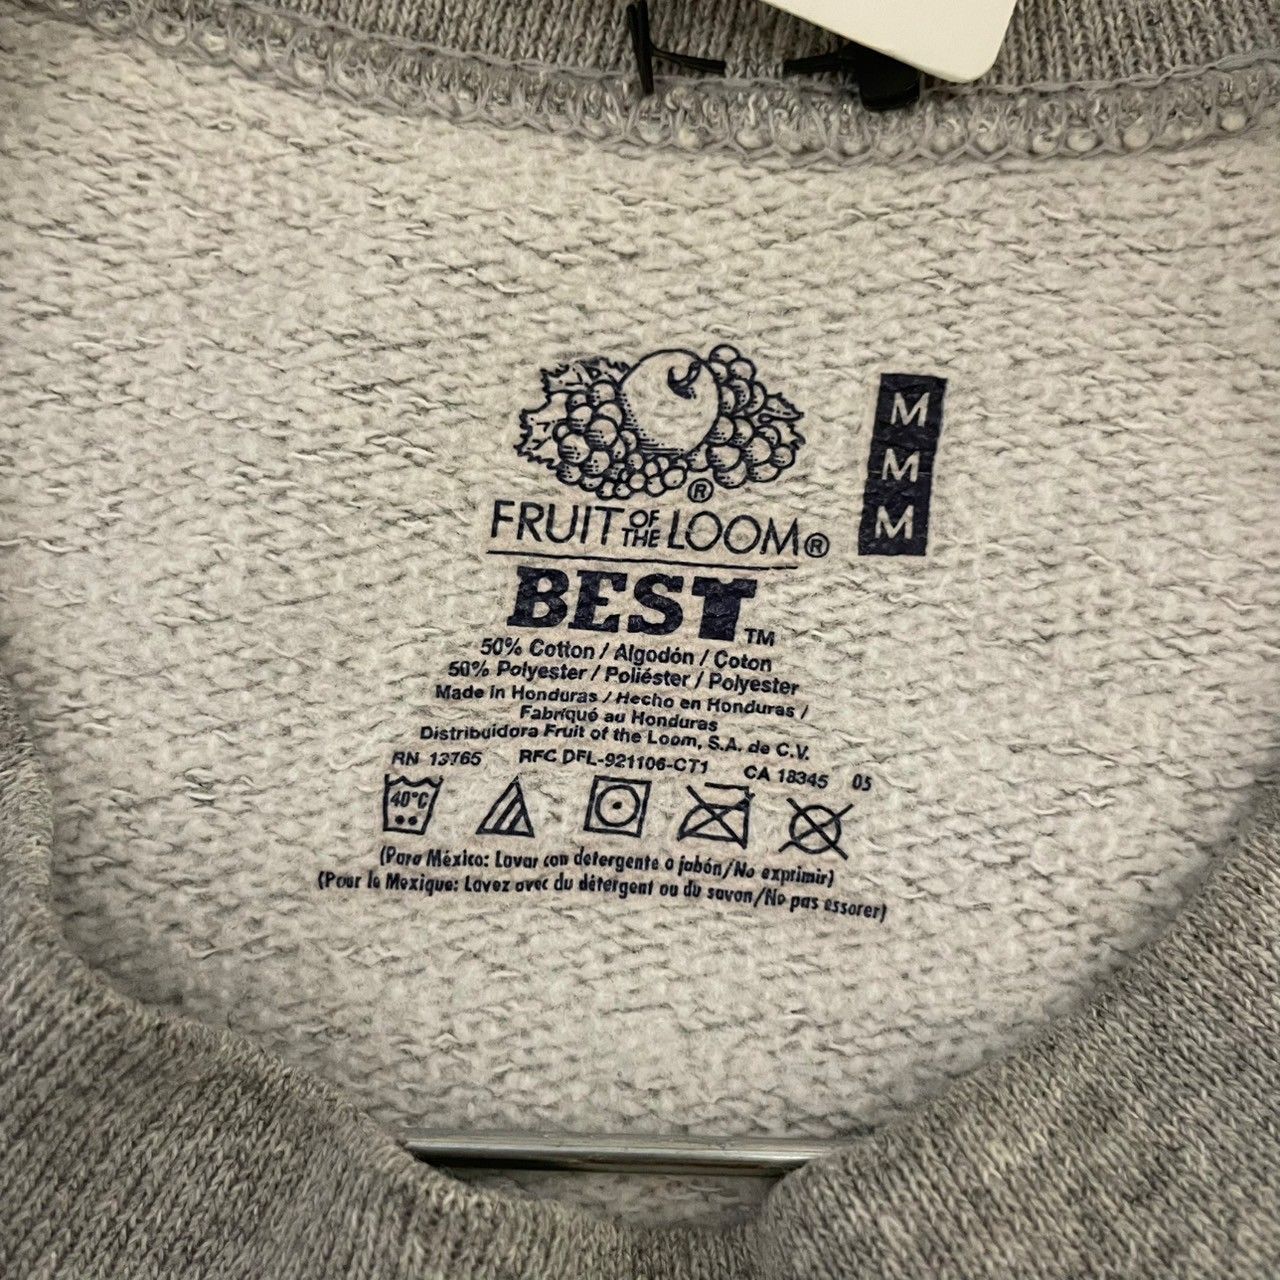 FRUIT OF THE LOOM®
M
M
M
BEST™
50% Cotton / Algodón / Coton
50% Polyester / Poliéster / Polyester
Made in Honduras / Hecho en Honduras /
Fabriqué au Honduras
Distribuidora Fruit of the Loom, S.A. de C.V.
RN 13765 RFC DFL-921106-CT1 CA 18345 05
40°C
(Para México: Lavar con detergente o jabón/No exprimir)
(Pour le Mexique: Lavez avec du détergent ou du savon/No pas essorer)